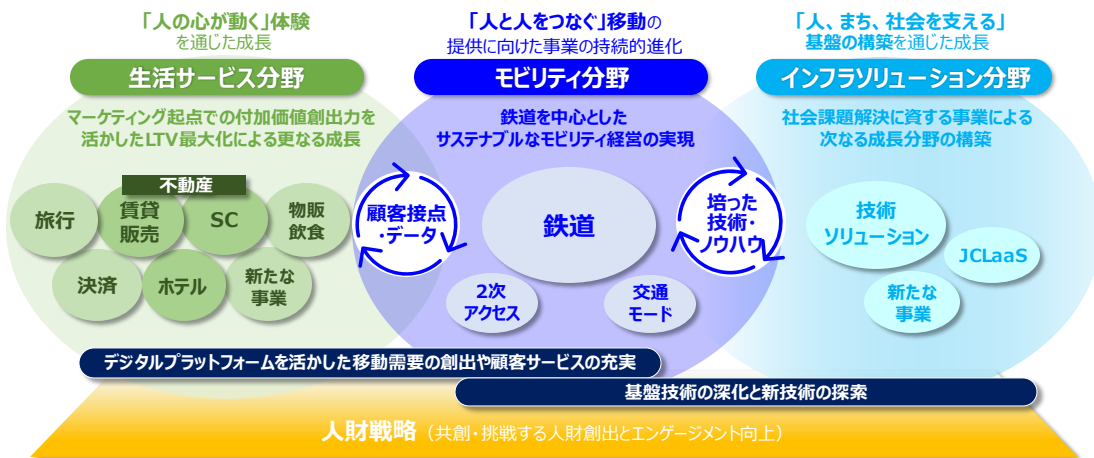 「人の心が動く」体験
を通じた成長
生活サービス分野
マーケティング起点での付加価値創出力を
活かしたLTV最大化による更なる成長
不動産
旅行
賃貸
販売
SC
物販
飲食
決済
ホテル
新たな
事業
顧客接点
・データ
「人と人をつなぐ」移動の
提供に向けた事業の持続的進化
モビリティ分野
鉄道を中心とした
サステナブルなモビリティ経営の実現
鉄道
2次
アクセス
交通
モード
培った
技術・
ノウハウ
「人、まち、社会を支える」
基盤の構築を通じた成長
インフラソリューション分野
社会課題解決に資する事業による
次なる成長分野の構築
技術
ソリューション
JCLaaS
新たな
事業
デジタルプラットフォームを活かした移動需要の創出や顧客サービスの充実
基盤技術の深化と新技術の探索
人財戦略（共創・挑戦する人財創出とエンゲージメント向上）